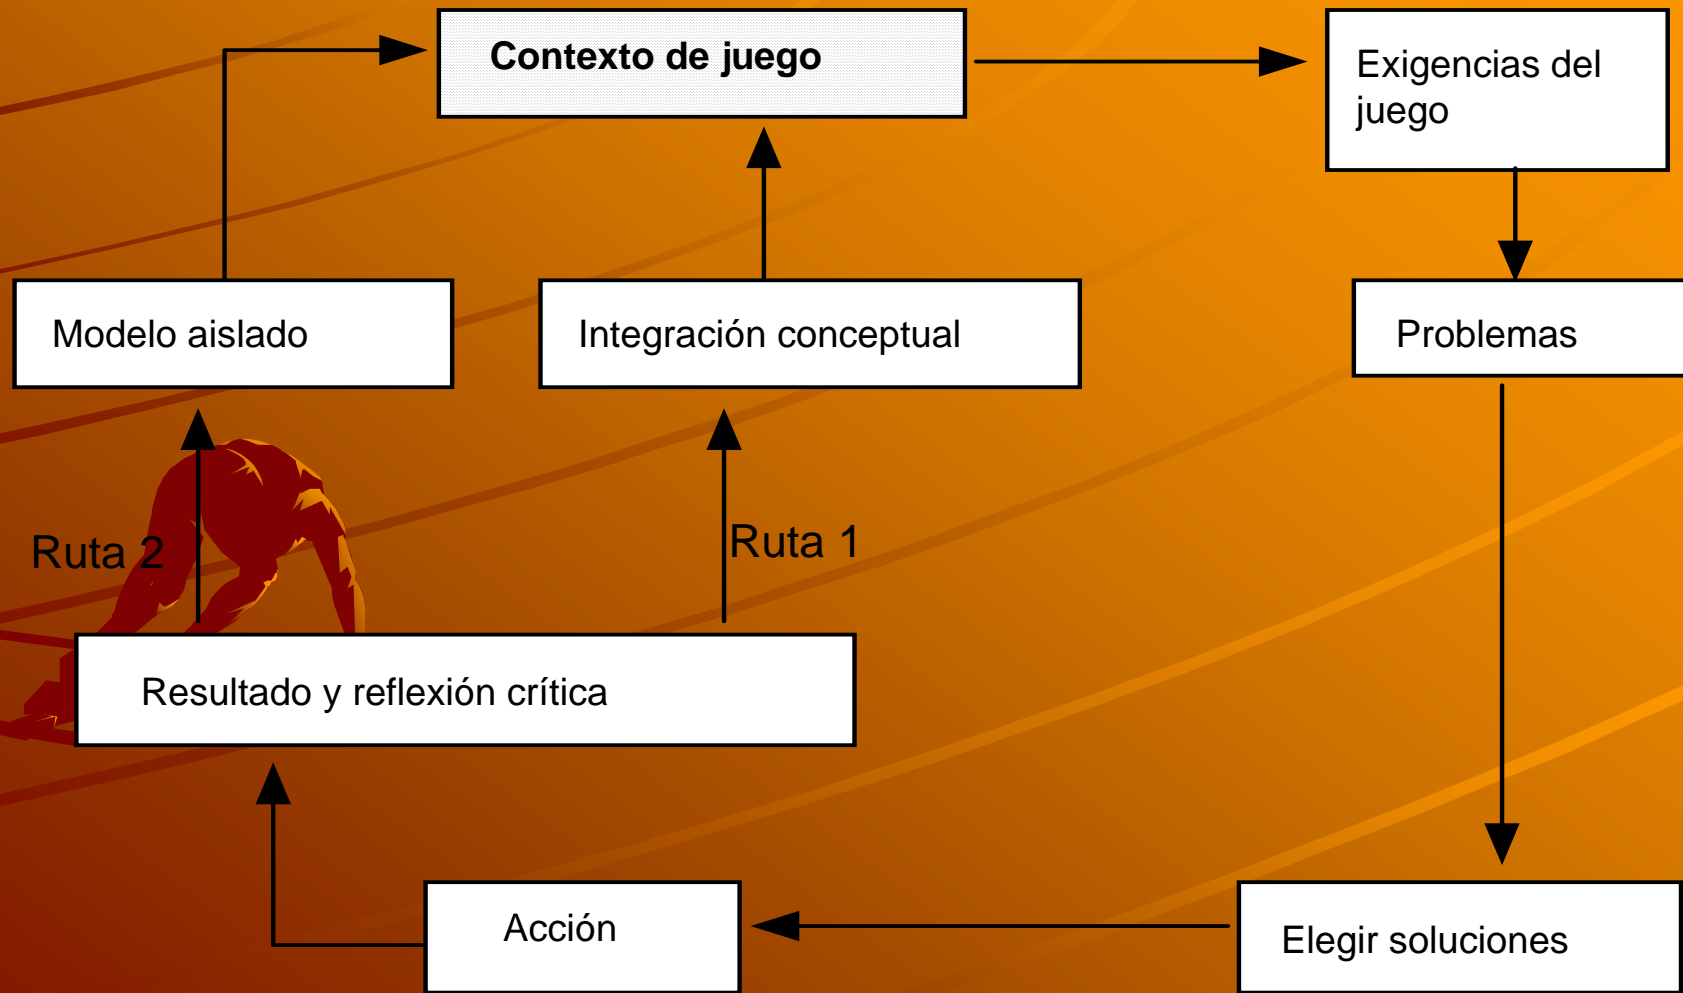 Contexto de juego
Exigencias del
juego
Modelo aislado
Integración conceptual
Problemas
Ruta 2
Ruta 1
Resultado y reflexión crítica
Acción
Elegir soluciones